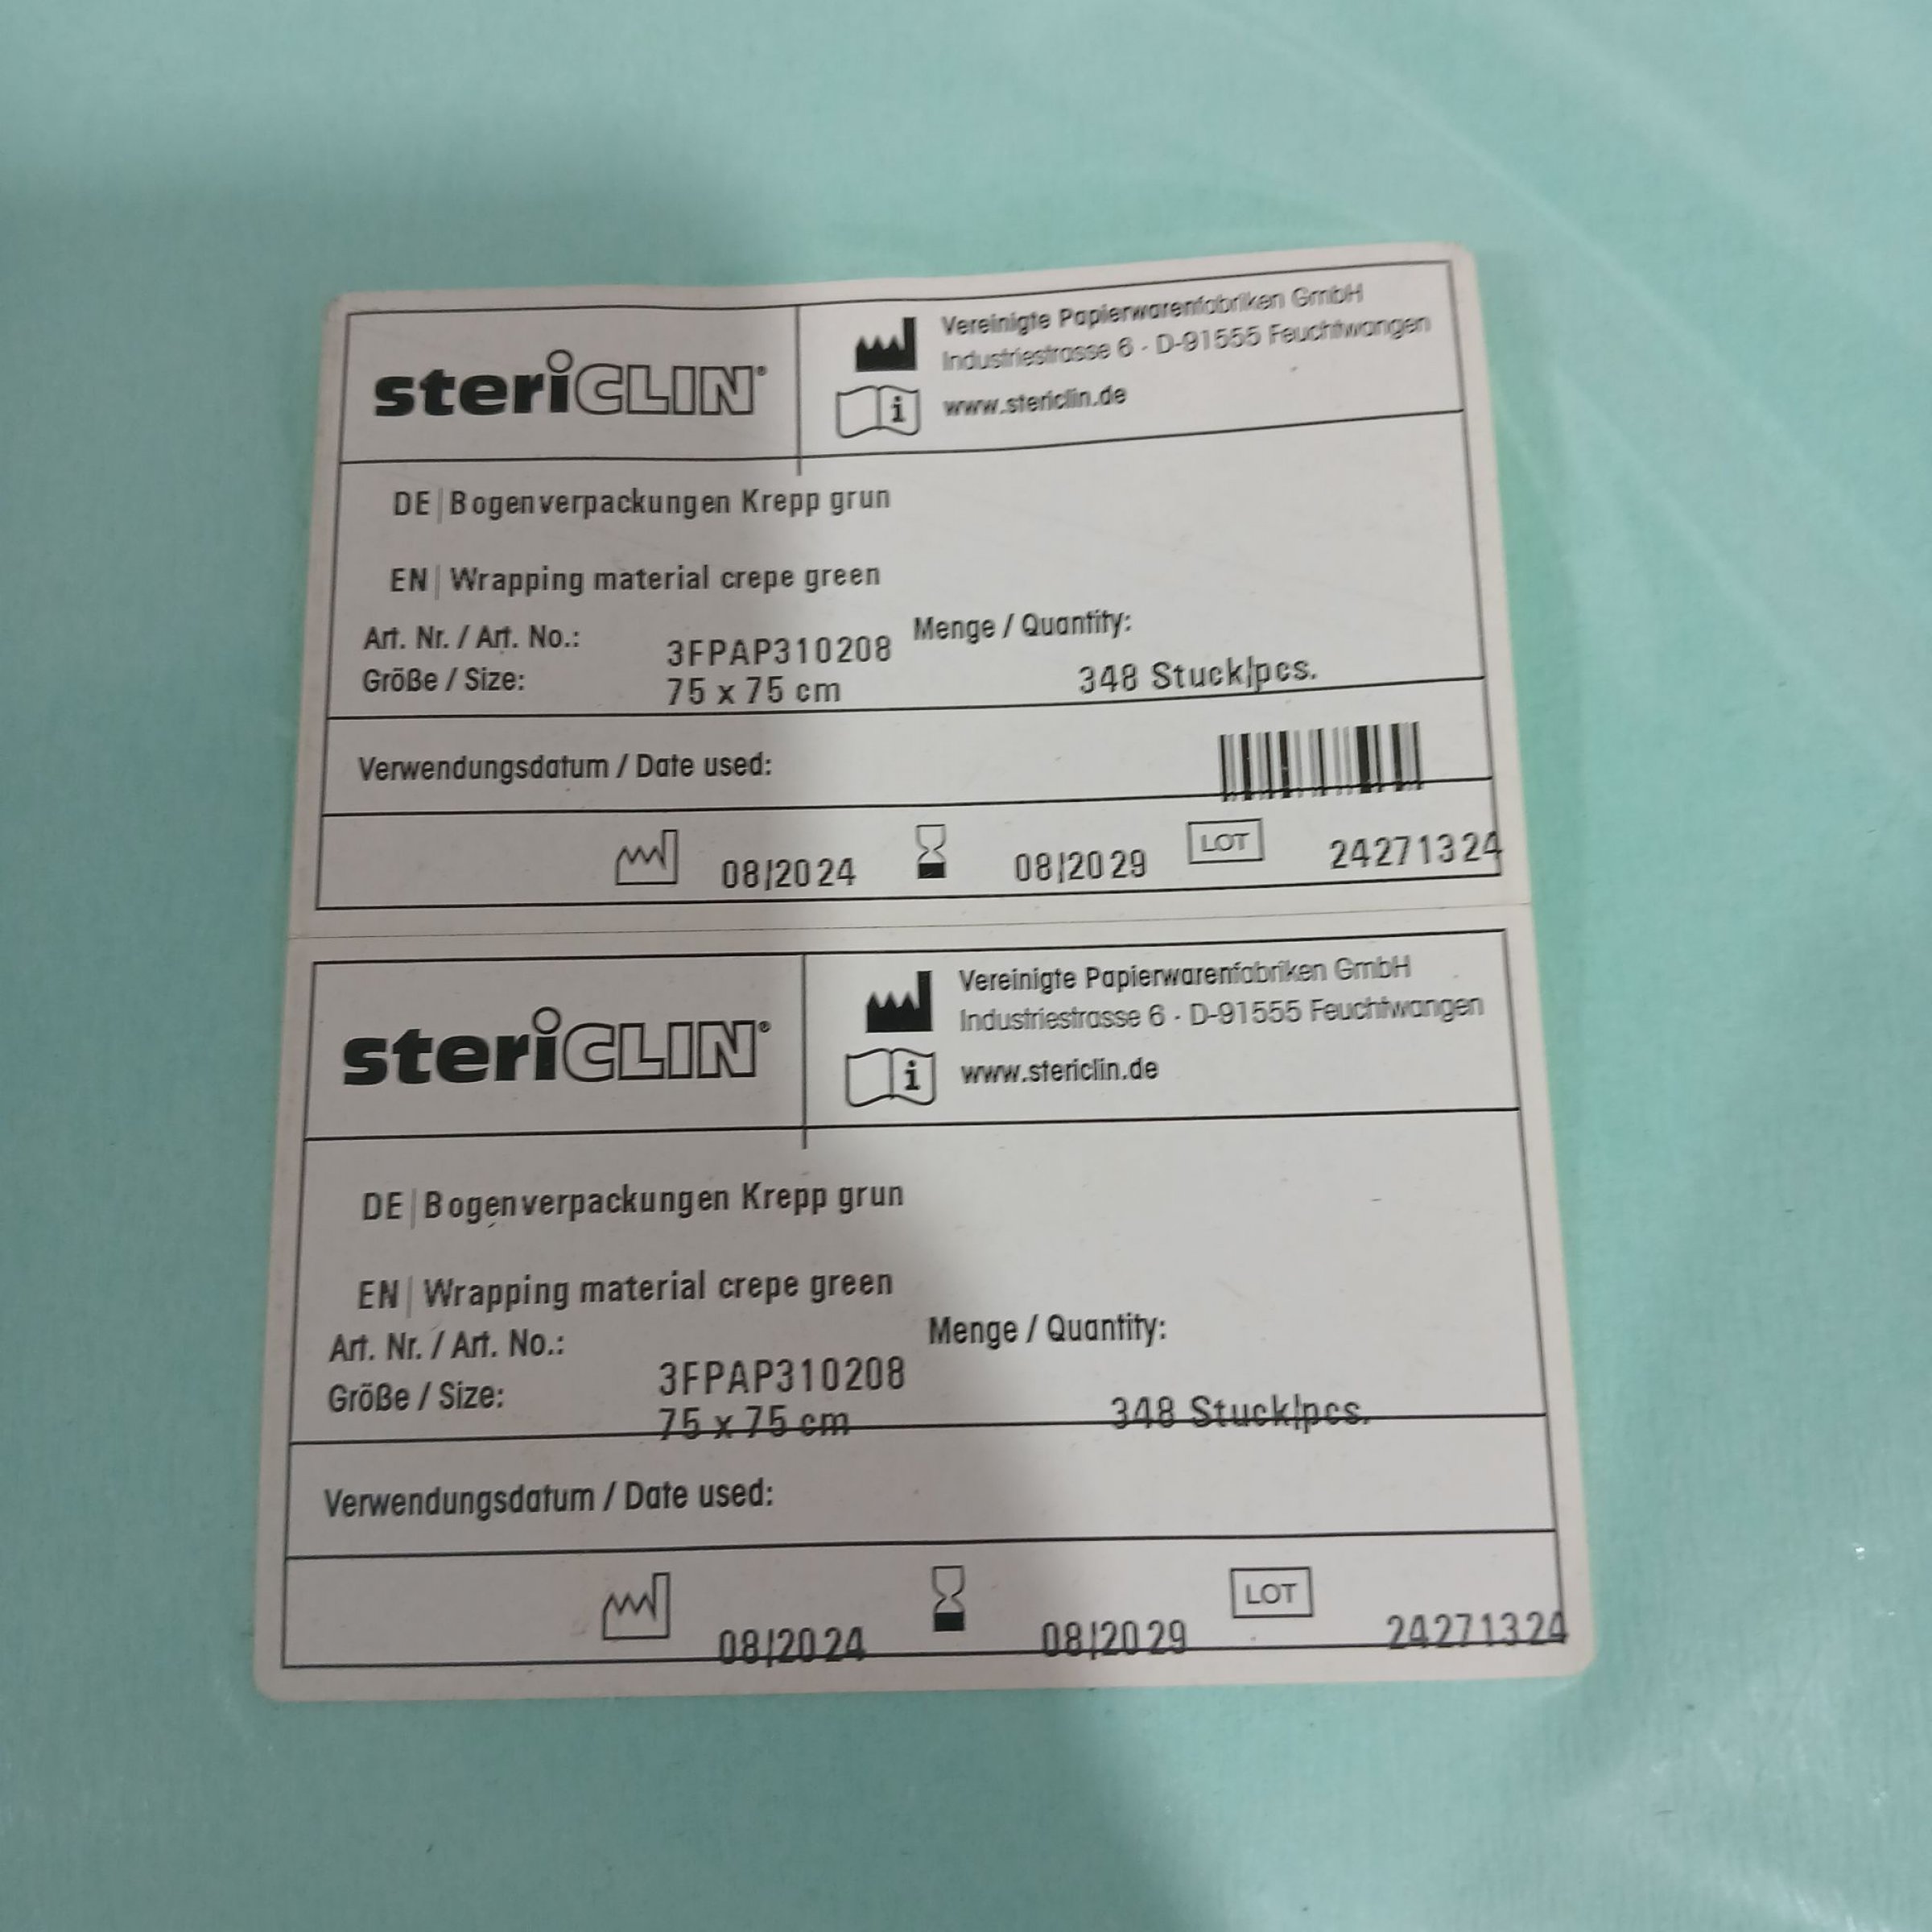 steriCLIN®
Vereinigte Papierwarenfabriken GmbH
Industriestrasse 6 - D-91555 Feuchtwangen
www.stericlin.de
DE | Bogenverpackungen Krepp grun
EN | Wrapping material crepe green
Art. Nr. / Art. No.: 3FPAP310208 Menge / Quantity:
Größe / Size: 75 x 75 cm 348 Stuck|pcs.
Verwendungsdatum / Date used:
08|2024 08|2029 LOT 24271324
steriCLIN®
Vereinigte Papierwarenfabriken GmbH
Industriestrasse 6 - D-91555 Feuchtwangen
www.stericlin.de
DE | Bogenverpackungen Krepp grun
EN | Wrapping material crepe green
Art. Nr. / Art. No.: 3FPAP310208 Menge / Quantity:
Größe / Size: 75 x 75 cm 348 Stuck|pcs.
Verwendungsdatum / Date used:
08|2024 08|2029 LOT 24271324